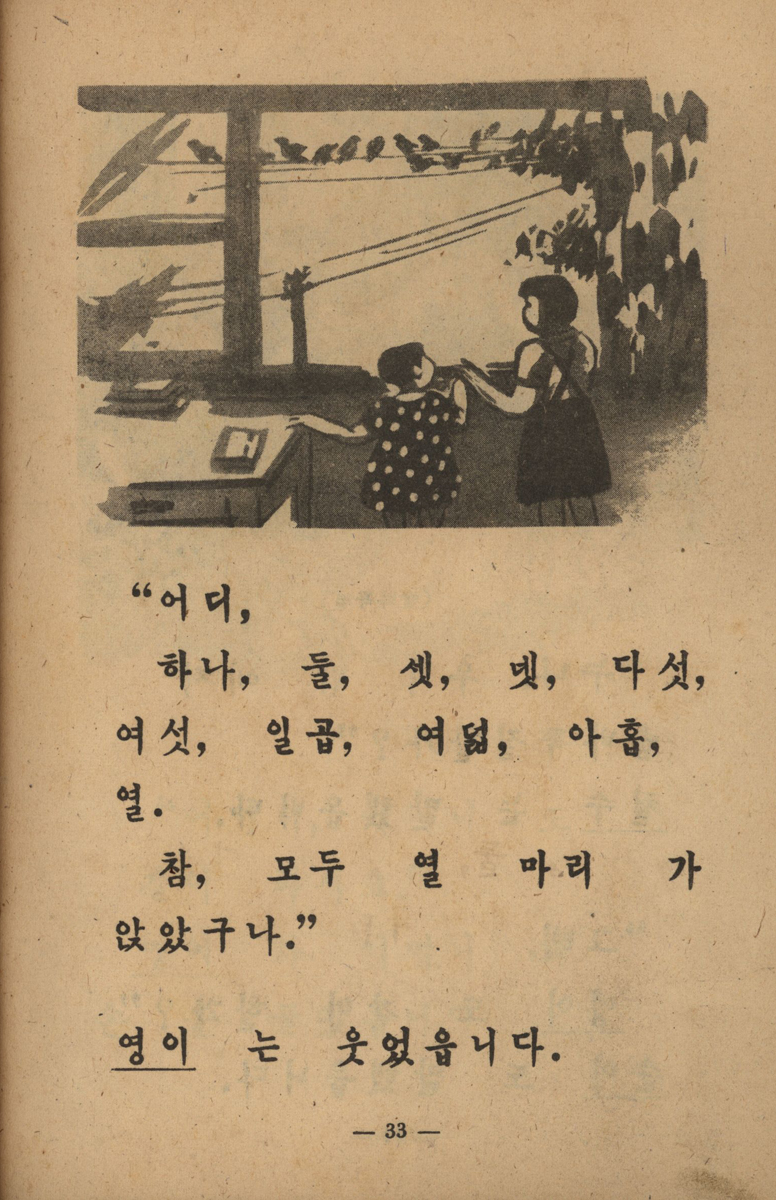 “어디,
하나, 둘, 셋, 넷, 다섯,
여섯, 일곱, 여덟, 아홉,
열.
참, 모두 열 마리 가
앉았구나.”
영이 는 웃었읍니다.
— 33 —